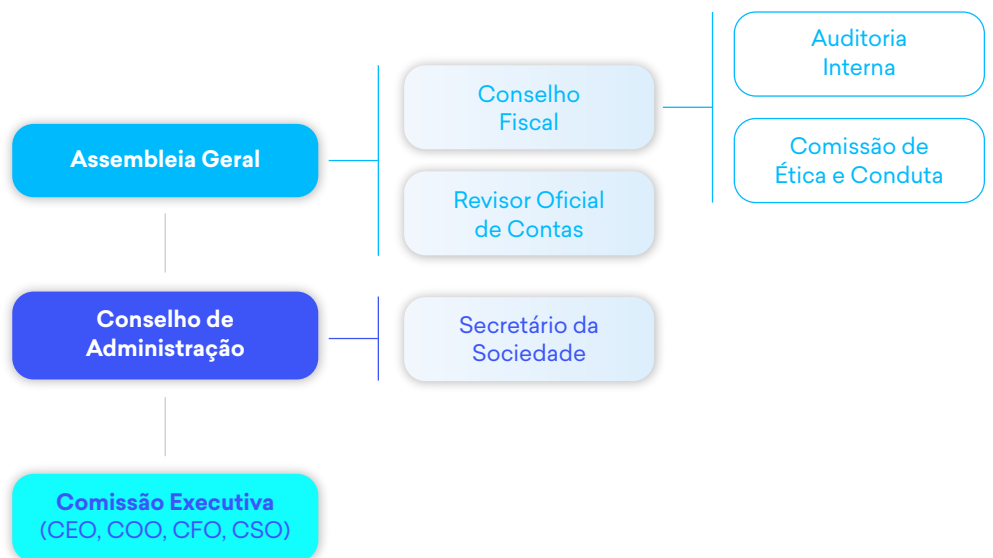 Assembleia Geral
Conselho
Fiscal
Auditoria
Interna
Comissão de
Ética e Conduta
Revisor Oficial
de Contas
Conselho de
Administração
Secretário da
Sociedade
Comissão Executiva
(CEO, COO, CFO, CSO)